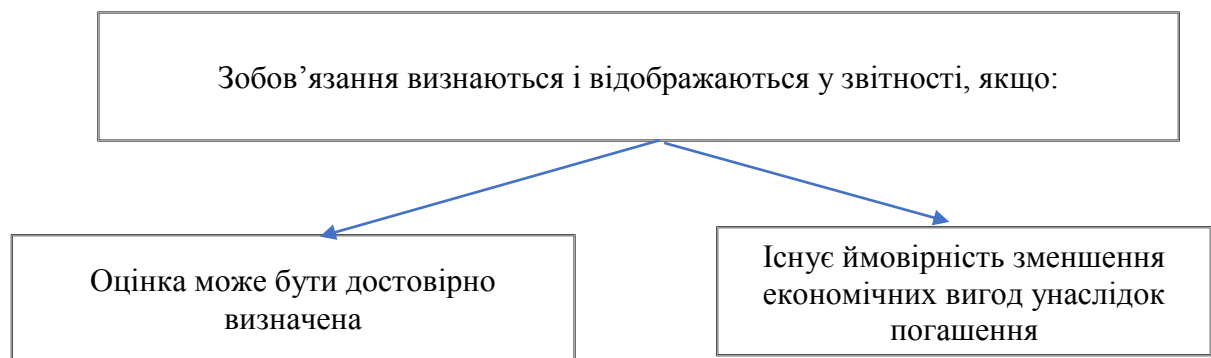 Зобов’язання визнаються і відображаються у звітності, якщо:
Оцінка може бути достовірно
визначена
Існує ймовірність зменшення
економічних вигод унаслідок
погашення